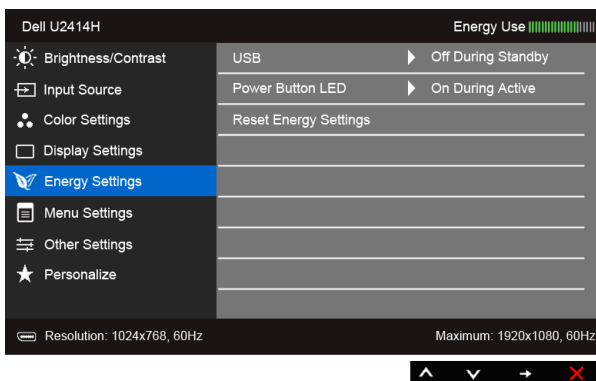 Dell U2414H Energy Use
Brightness/Contrast USB Off During Standby
Input Source Power Button LED On During Active
Color Settings Reset Energy Settings
Display Settings
Energy Settings
Menu Settings
Other Settings
Personalize
Resolution: 1024x768, 60Hz Maximum: 1920x1080, 60Hz